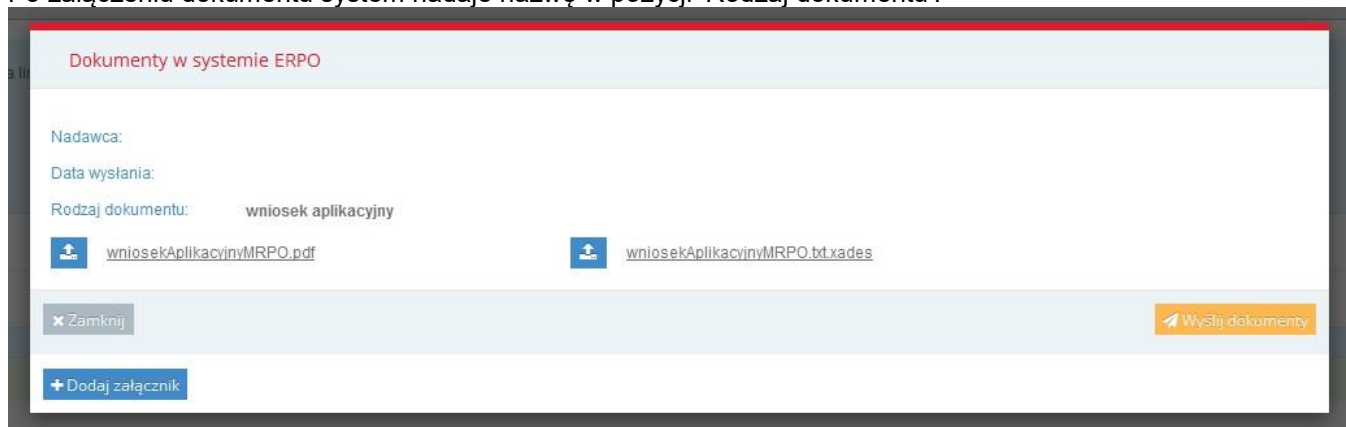 Dokumenty w systemie ERPO
Nadawca:
Data wysłania:
Rodzaj dokumentu: wniosek aplikacyjny
wniosekAplikacyjnyMRPO.pdf wniosekAplikacyjnyMRPO.txt.xades
Zamknij Wyślij dokumenty
Dodaj załącznik